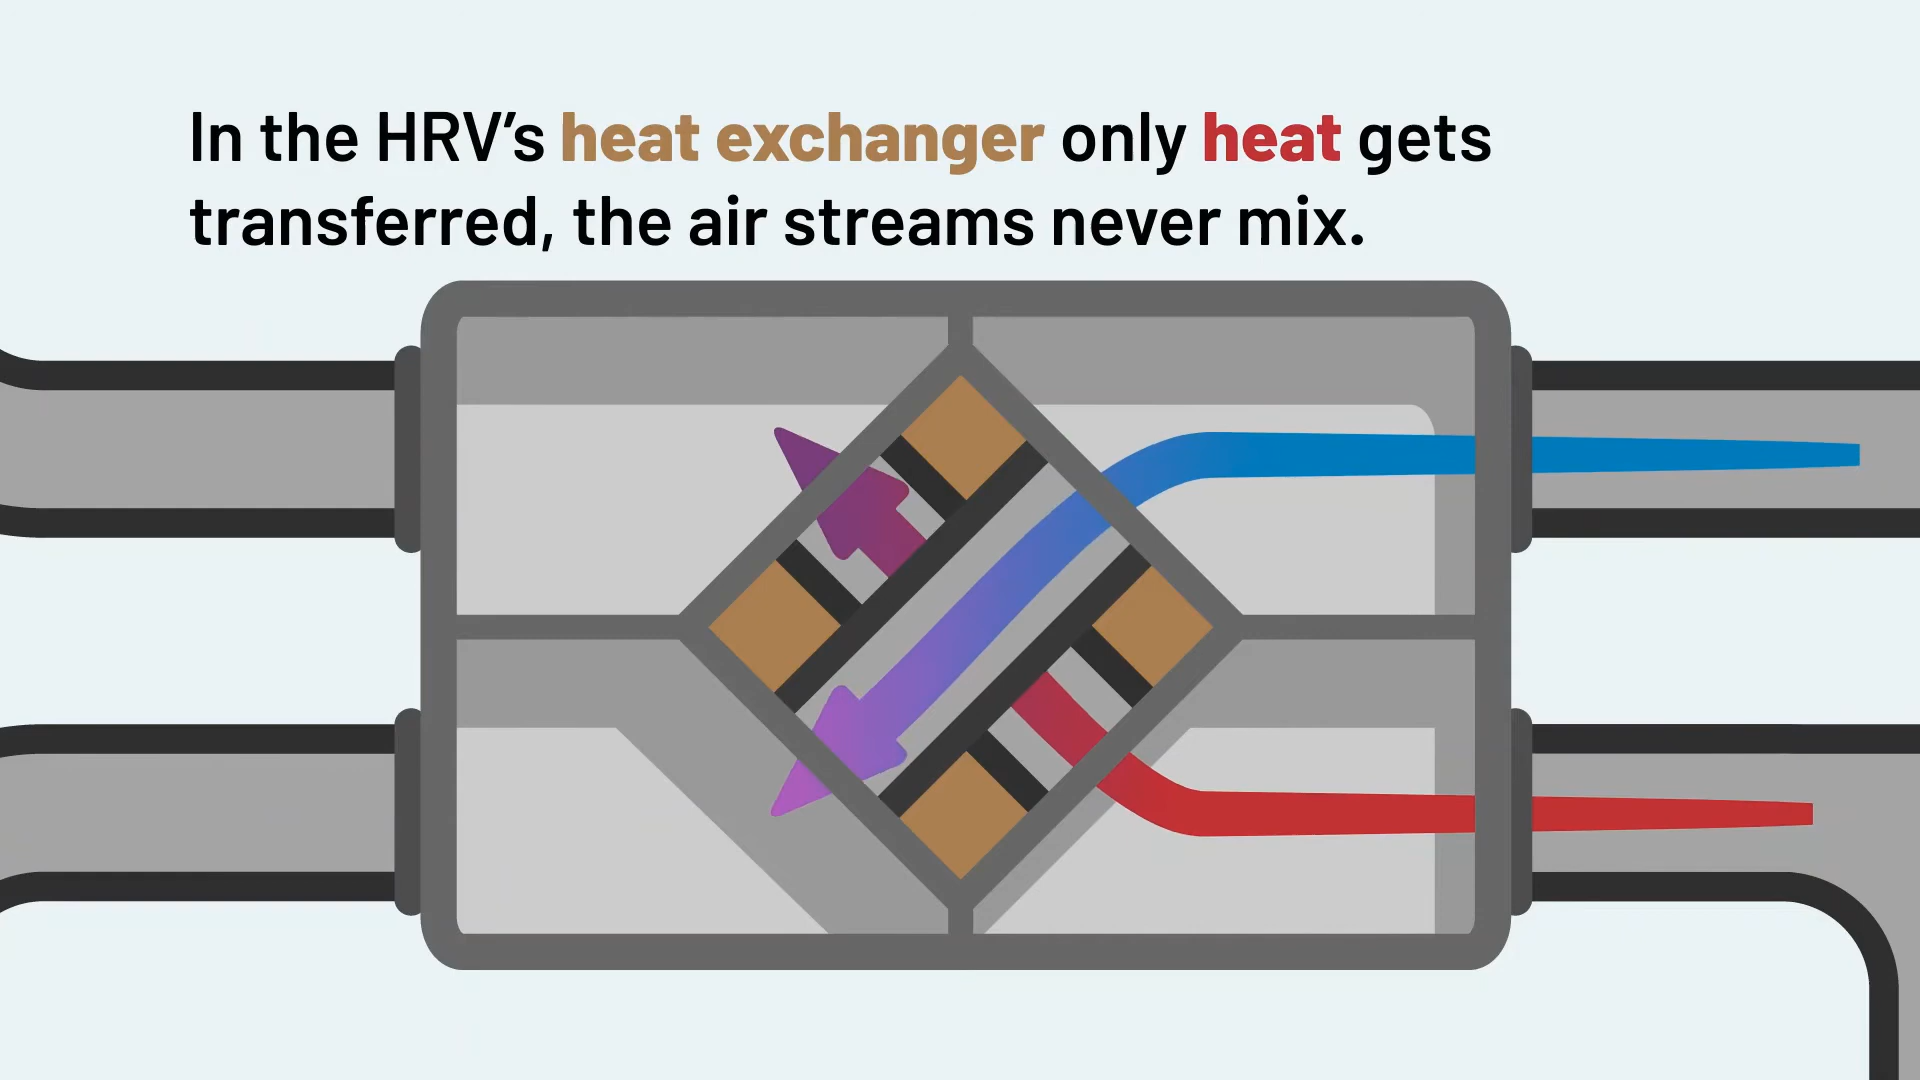 In the HRV’s heat exchanger only heat gets
transferred, the air streams never mix.